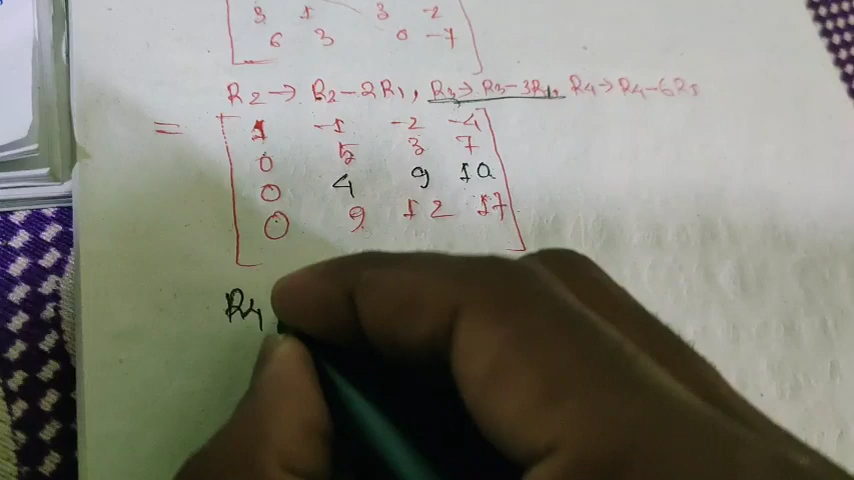 3 1 3 -2
6 3 0 -7
R2 → R2-2R1, R3→ R3-3R1, R4→R4-6R1
= 1 -1 -2 -4
0 5 3 7
0 4 9 10
0 9 12 17
R4